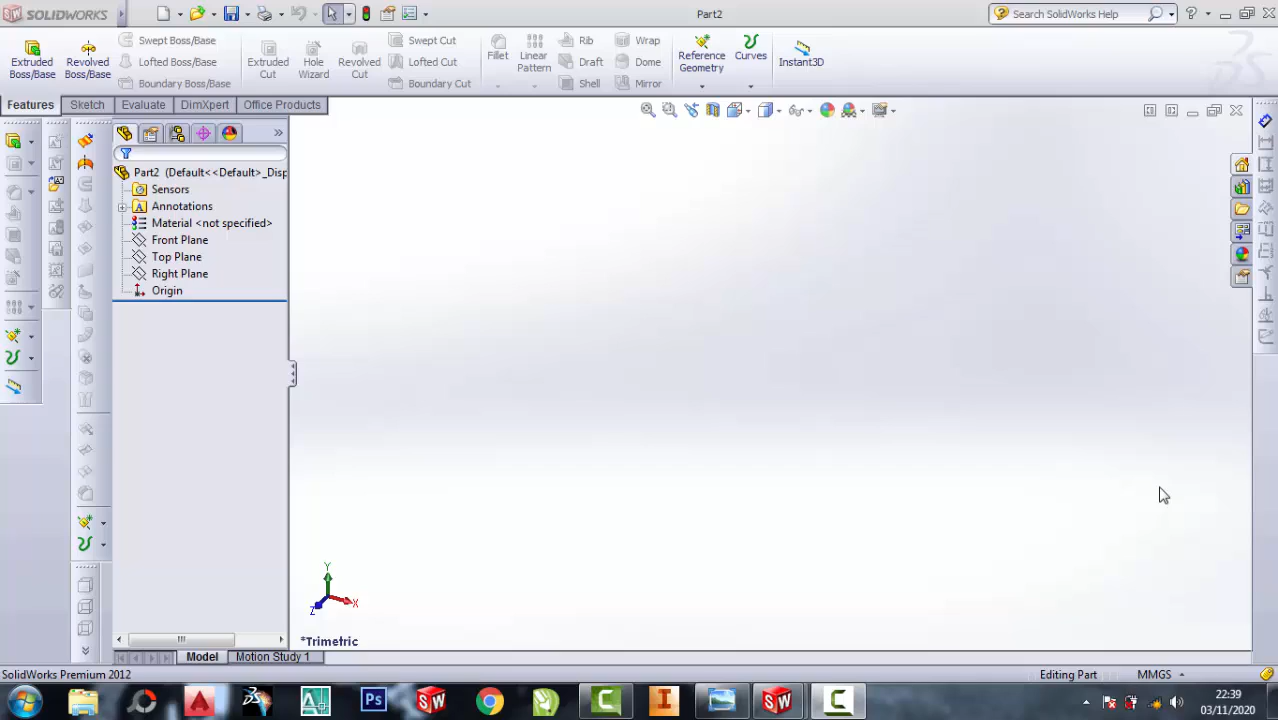 SOLIDWORKS
Part2
Search SolidWorks Help
Extruded Boss/Base
Revolved Boss/Base
Swept Boss/Base
Lofted Boss/Base
Boundary Boss/Base
Extruded Cut
Hole Wizard
Revolved Cut
Swept Cut
Lofted Cut
Boundary Cut
Fillet
Linear Pattern
Rib
Draft
Shell
Wrap
Dome
Mirror
Reference Geometry
Curves
Instant3D
Features
Sketch
Evaluate
DimXpert
Office Products
Part2 (Default<<Default>_Disp
Sensors
Annotations
Material <not specified>
Front Plane
Top Plane
Right Plane
Origin
Y
X
Z
*Trimetric
Model
Motion Study 1
SolidWorks Premium 2012
Editing Part
MMGS
22:39
03/11/2020